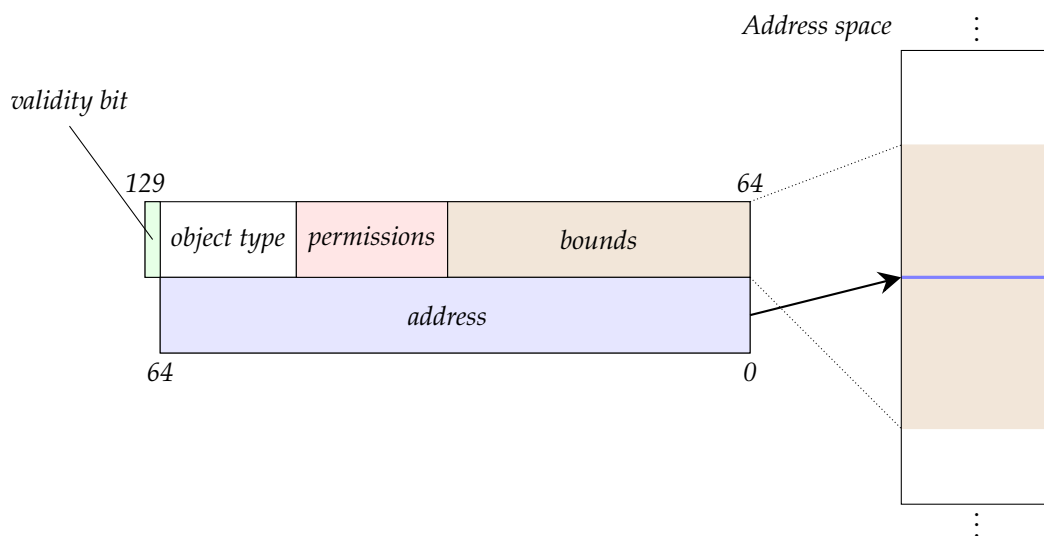 Address space
validity bit
129
64
object type
permissions
bounds
address
64
0